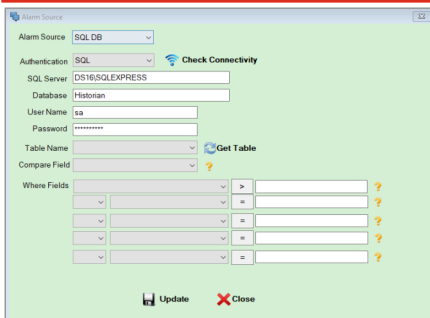 Alarm Source
Alarm Source SQL DB
Authentication SQL Check Connectivity
SQL Server DS16\SQLEXPRESS
Database Historian
User Name sa
Password **********
Table Name Get Table
Compare Field ?
Where Fields > ?
= ?
= ?
= ?
= ?
Update Close